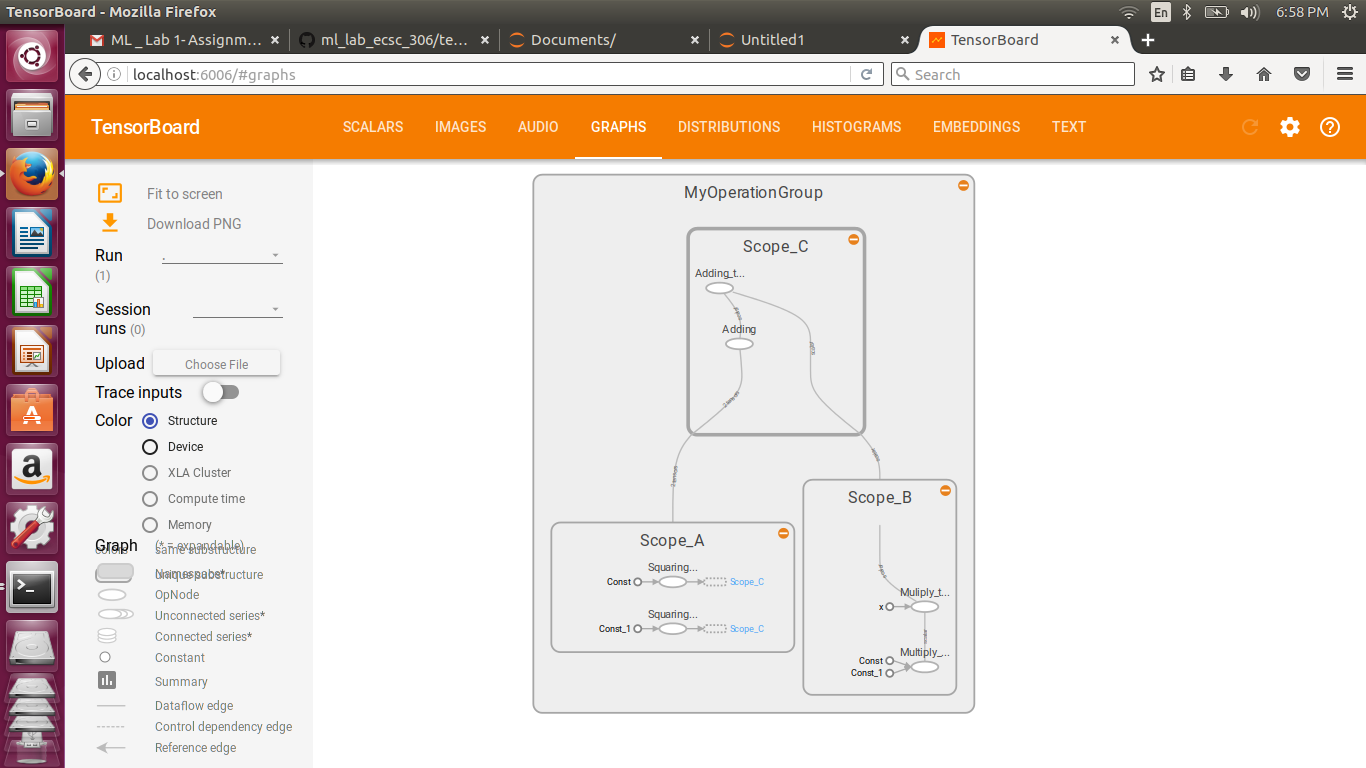 TensorBoard - Mozilla Firefox
En
6:58 PM
ML _ Lab 1- Assignm...
ml_lab_ecsc_306/te...
Documents/
Untitled1
TensorBoard
localhost:6006/#graphs
Search
TensorBoard
SCALARS
IMAGES
AUDIO
GRAPHS
DISTRIBUTIONS
HISTOGRAMS
EMBEDDINGS
TEXT
Fit to screen
Download PNG
Run
(1)
.
Session
runs (0)
Upload
Choose File
Trace inputs
Color
Structure
Device
XLA Cluster
Compute time
Memory
Graph
(* = expandable)
colors
same substructure
Namespace*
unique substructure
OpNode
Unconnected series*
Connected series*
Constant
Summary
Dataflow edge
Control dependency edge
Reference edge
MyOperationGroup
Scope_C
Adding_t...
Adding
Scope_A
Squaring...
Const
Scope_C
Squaring...
Const_1
Scope_C
Scope_B
Muliply_t...
x
Multiply_...
Const
Const_1